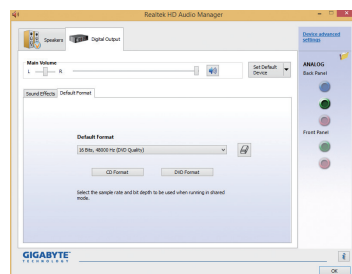 Realtek HD Audio Manager
Speakers
Digital Output
Device advanced
settings
Main Volume
L
R
Set Default
Device
ANALOG
Back Panel
Sound Effects
Default Format
Default Format
16 Bits, 48000 Hz (DVD Quality)
CD Format
DVD Format
Select the sample rate and bit depth to be used when running in shared
mode.
Front Panel
GIGABYTE
TECHNOLOGY
OK